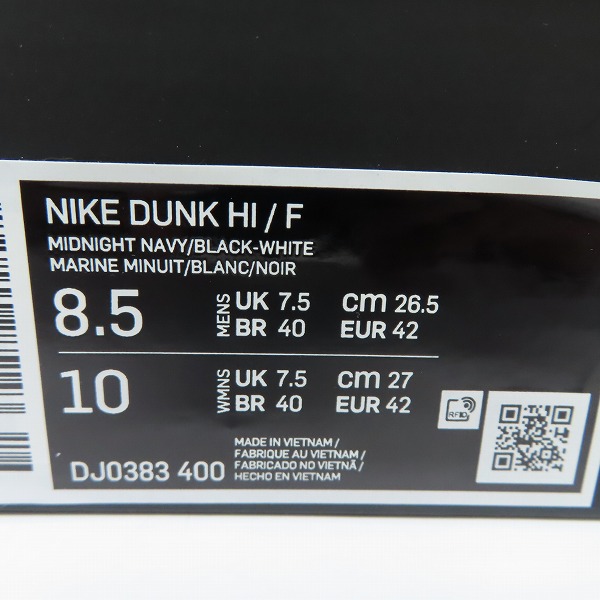 NIKE DUNK HI / F
MIDNIGHT NAVY/BLACK-WHITE
MARINE MINUIT/BLANC/NOIR
8.5 MENS UK 7.5 cm 26.5
BR 40 EUR 42
10 WMNS UK 7.5 cm 27
BR 40 EUR 42
RFID
DJ0383 400
MADE IN VIETNAM /
FABRIQUE AU VIETNAM /
FABRICADO NO VIETNÃ /
HECHO EN VIETNAM